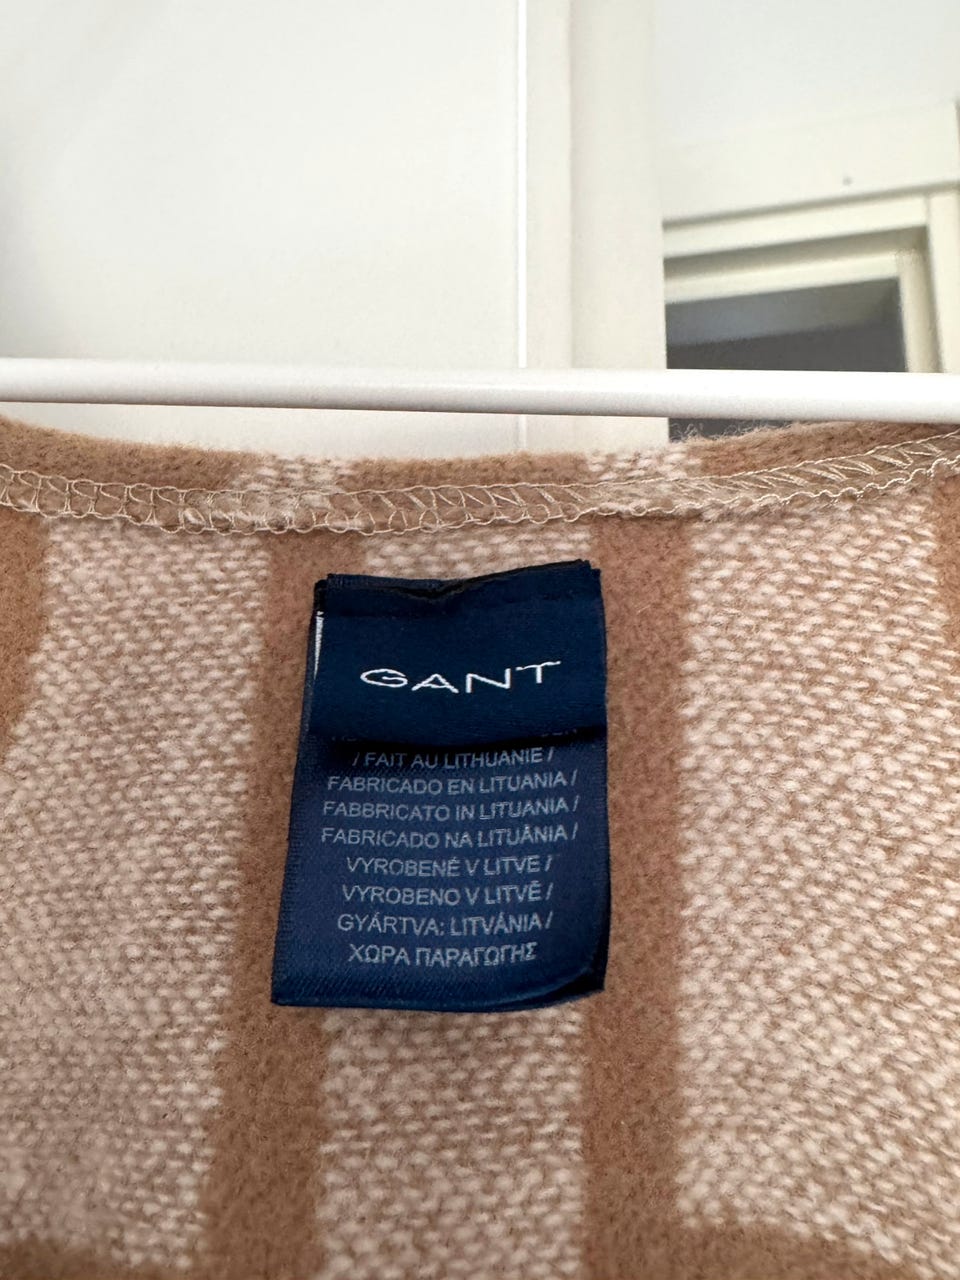 GANT
/ FAIT AU LITHUANIE /
FABRICADO EN LITUANIA /
FABBRICATO IN LITUANIA /
FABRICADO NA LITUÂNIA /
VYROBENÉ V LITVE /
VYROBENO V LITVĚ /
GYÁRTVA: LITVÁNIA /
ΧΩΡΑ ΠΑΡΑΓΩΓΗΣ